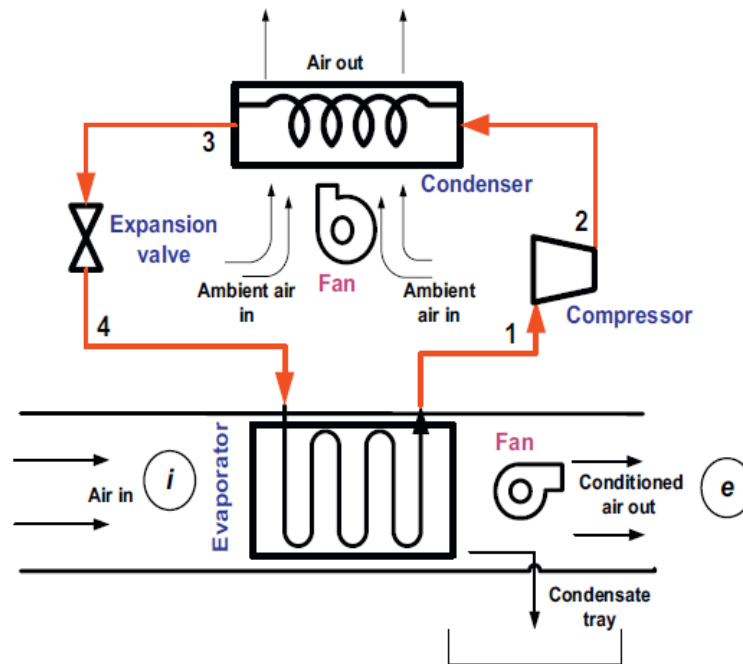 Air out
3
Condenser
2
Expansion
valve
Fan
Ambient air
in
Ambient
air in
Compressor
4
1
Evaporator
Fan
Air in
i
Conditioned
air out
e
Condensate
tray